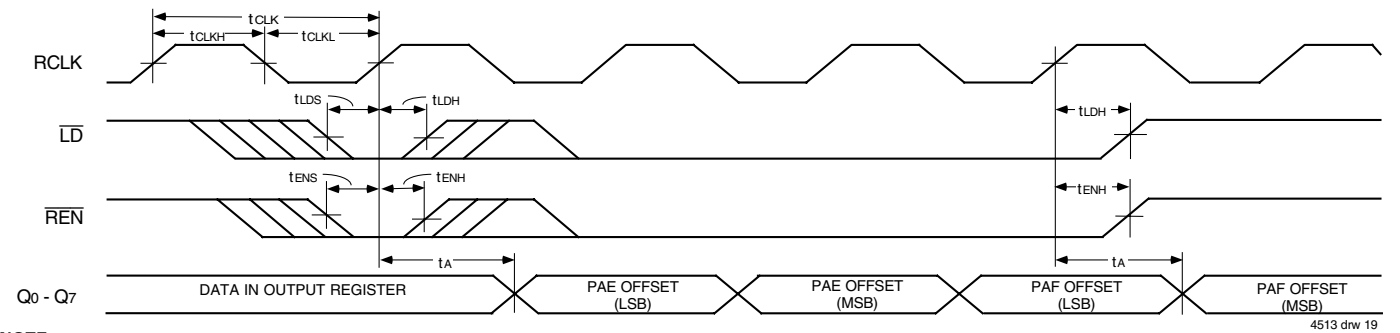 tCLK
tCLKH tCLKL
RCLK
tLDS tLDH tLDH
LD
tENS tENH tENH
REN
tA tA
Q0 - Q7 DATA IN OUTPUT REGISTER PAE OFFSET (LSB) PAE OFFSET (MSB) PAF OFFSET (LSB) PAF OFFSET (MSB)
4513 drw 19